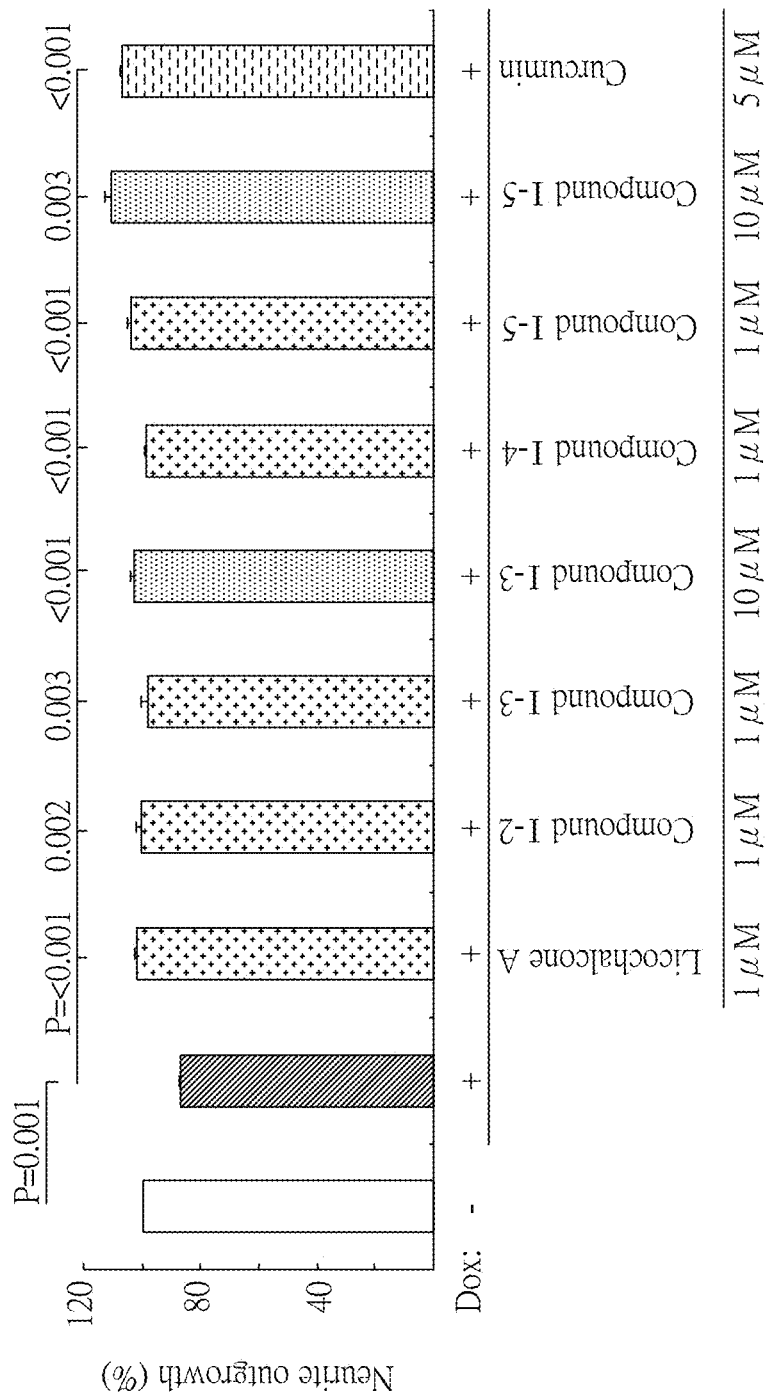 P=0.001
P=<0.001 0.002 0.003 <0.001 <0.001 <0.001 0.003 <0.001
Neurite outgrowth (%)
120
80
40
Dox: - + + + + + + + + +
Licochalcone A Compound I-2 Compound I-3 Compound I-3 Compound I-4 Compound I-5 Compound I-5 Curcumin
1 μM 1 μM 1 μM 10 μM 1 μM 1 μM 10 μM 5 μM